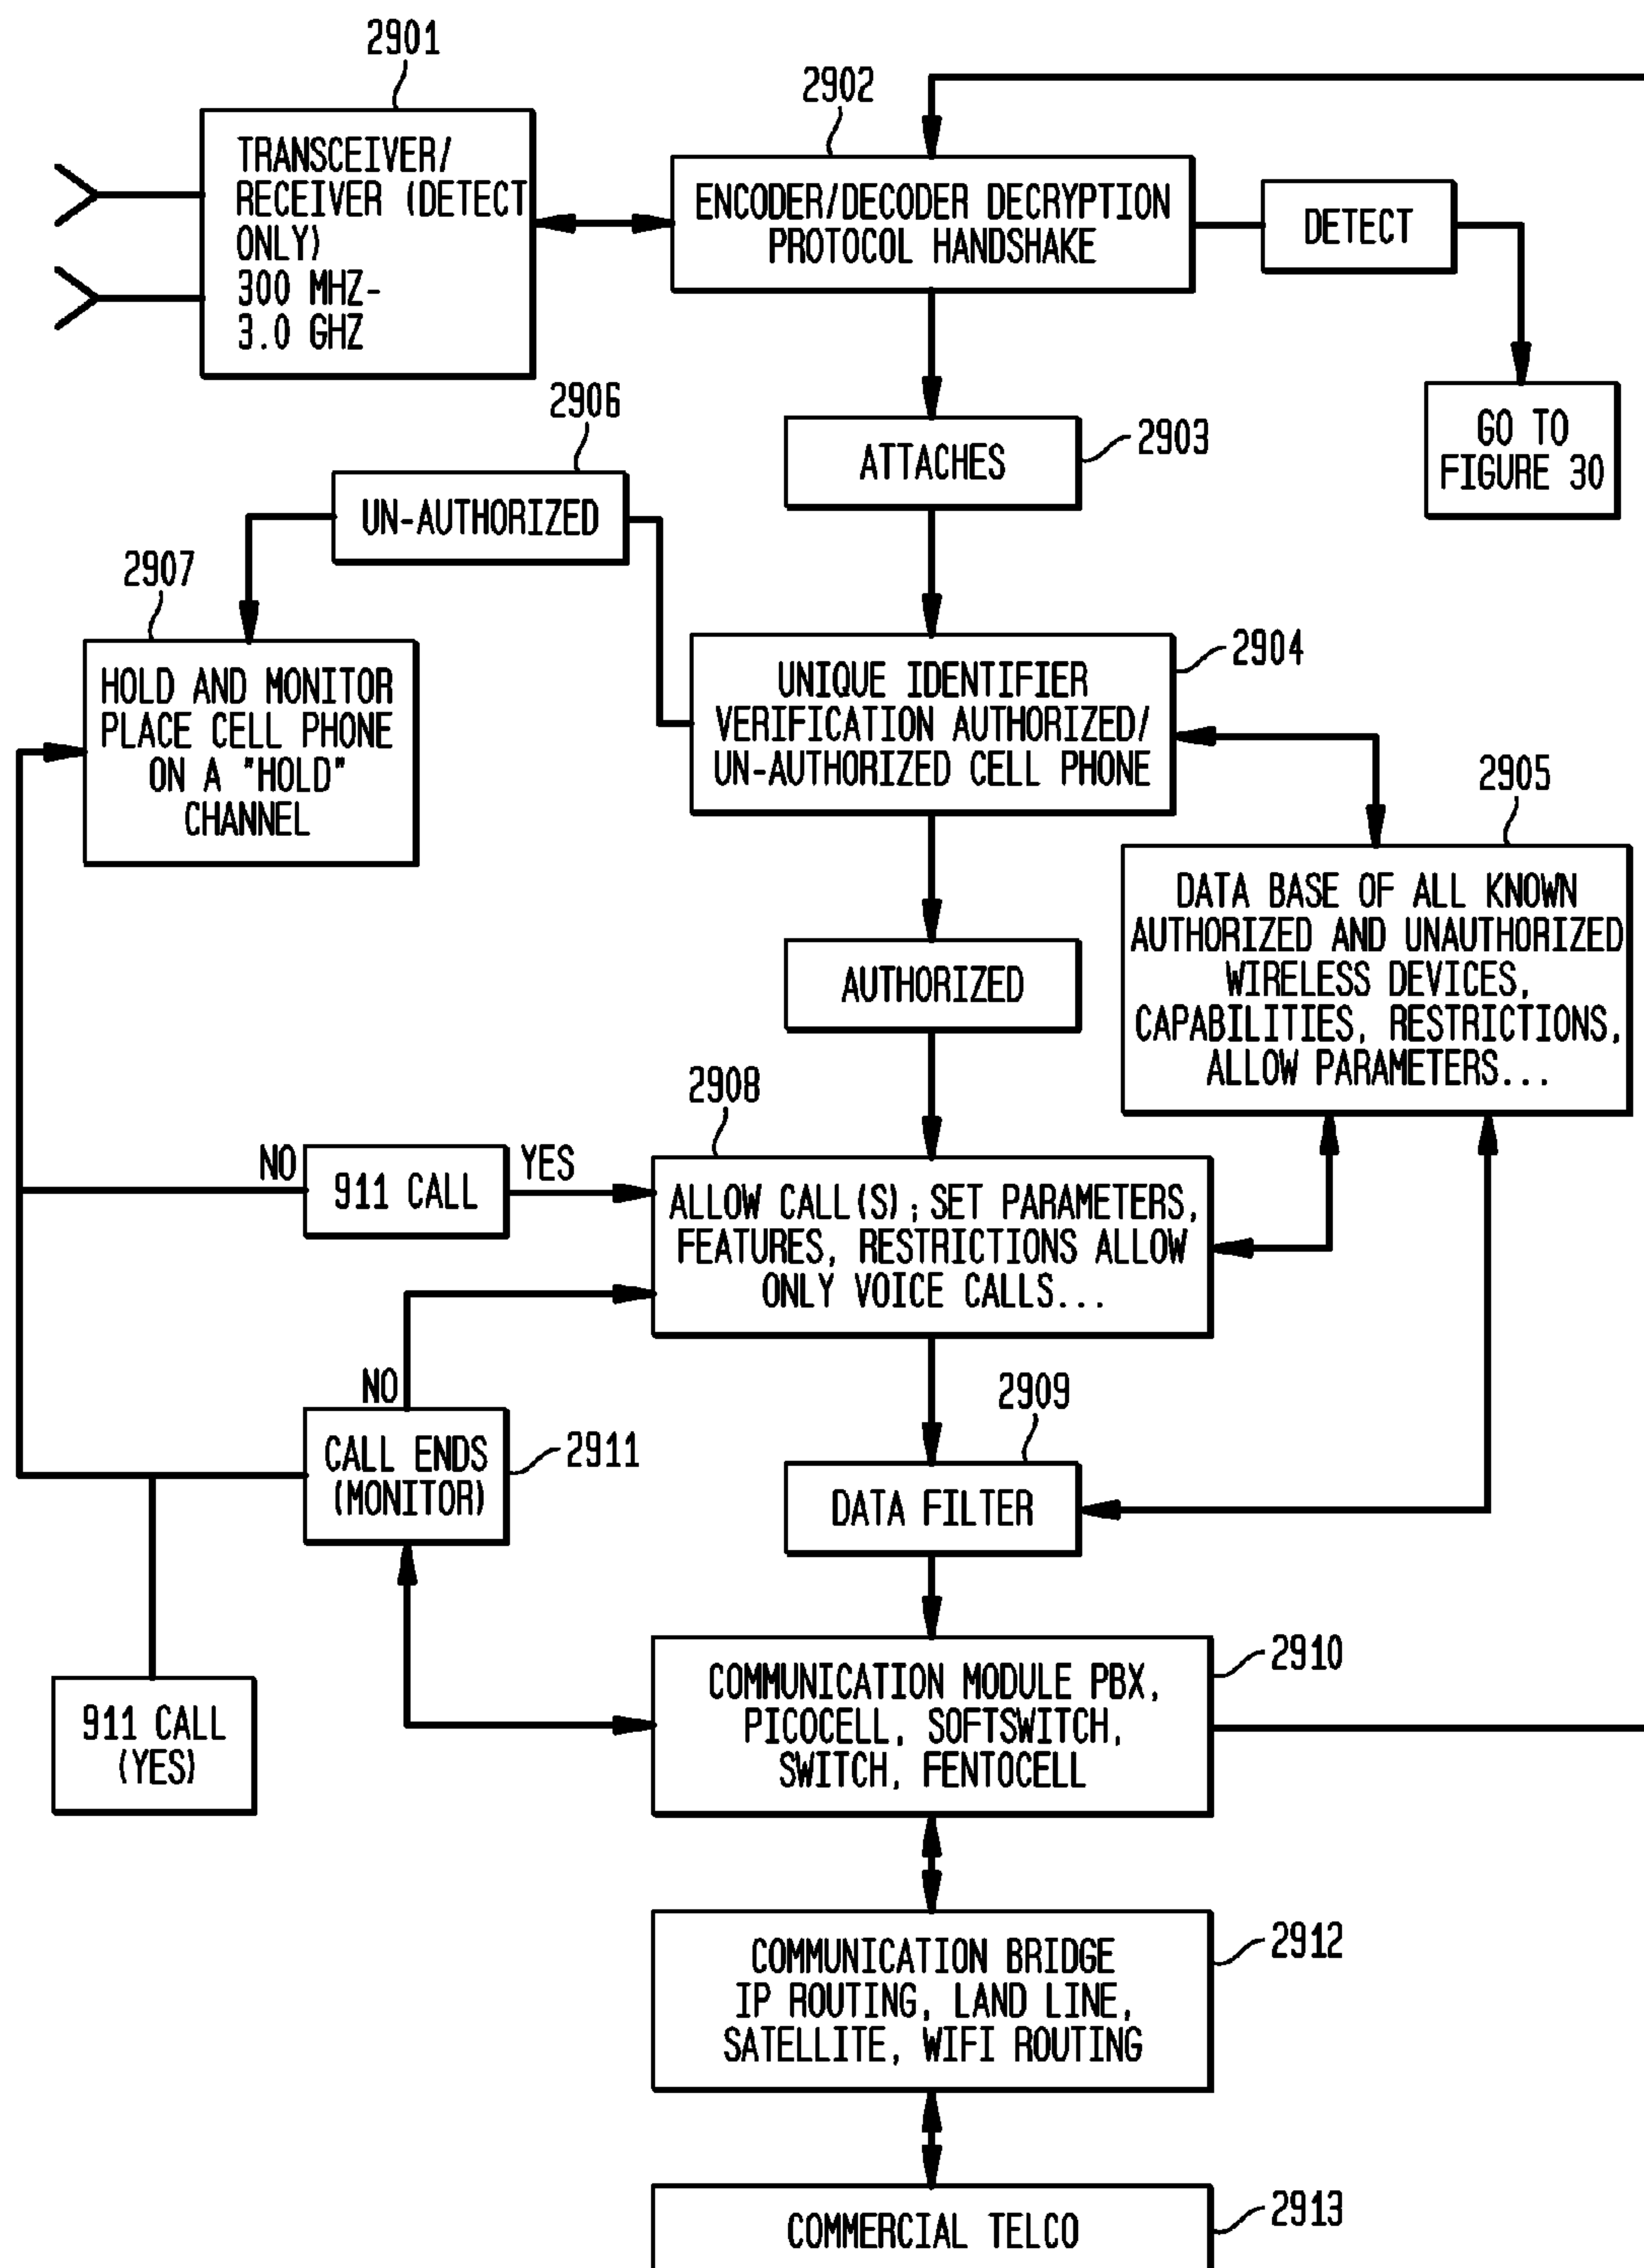 2901
TRANSCEIVER/
RECEIVER (DETECT
ONLY)
300 MHZ-
3.0 GHZ
2902
ENCODER/DECODER DECRYPTION
PROTOCOL HANDSHAKE
DETECT
GO TO
FIGURE 30
2903
ATTACHES
2906
UN-AUTHORIZED
2907
HOLD AND MONITOR
PLACE CELL PHONE
ON A "HOLD"
CHANNEL
2904
UNIQUE IDENTIFIER
VERIFICATION AUTHORIZED/
UN-AUTHORIZED CELL PHONE
2905
DATA BASE OF ALL KNOWN
AUTHORIZED AND UNAUTHORIZED
WIRELESS DEVICES,
CAPABILITIES, RESTRICTIONS,
ALLOW PARAMETERS...
AUTHORIZED
2908
NO
911 CALL
YES
ALLOW CALL(S); SET PARAMETERS,
FEATURES, RESTRICTIONS ALLOW
ONLY VOICE CALLS...
NO
CALL ENDS
(MONITOR)
2911
2909
DATA FILTER
911 CALL
(YES)
2910
COMMUNICATION MODULE PBX,
PICOCELL, SOFTSWITCH,
SWITCH, FENTOCELL
2912
COMMUNICATION BRIDGE
IP ROUTING, LAND LINE,
SATELLITE, WIFI ROUTING
2913
COMMERCIAL TELCO